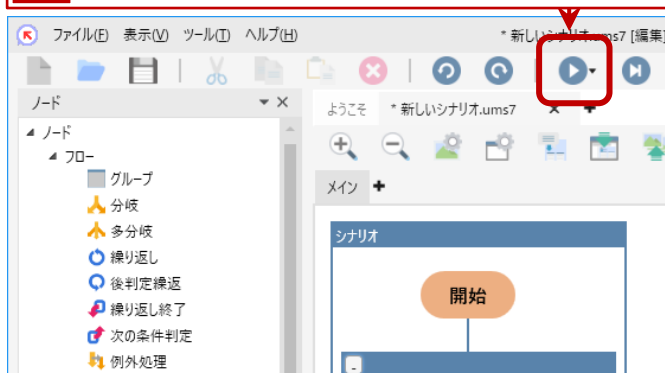 ファイル(F) 表示(V) ツール(T) ヘルプ(H)
* 新しいシナリオ.ums7 [編集]
ノード
ようこそ * 新しいシナリオ.ums7
ノード
フロー
グループ
メイン
分岐
多分岐
シナリオ
繰り返し
後判定繰返
開始
繰り返し終了
次の条件判定
例外処理